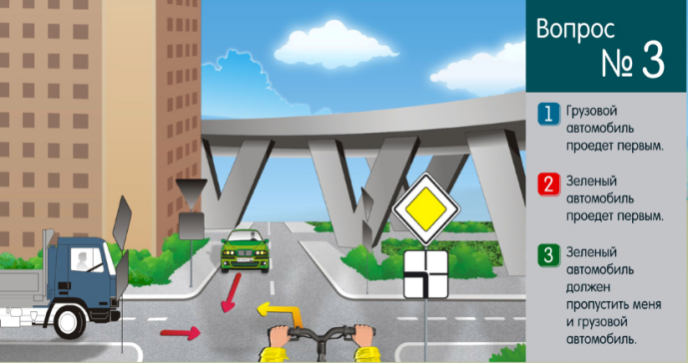 Вопрос
№ 3
1 Грузовой
автомобиль
проедет первым.
2 Зеленый
автомобиль
проедет первым.
3 Зеленый
автомобиль
должен
пропустить меня
и грузовой
автомобиль.